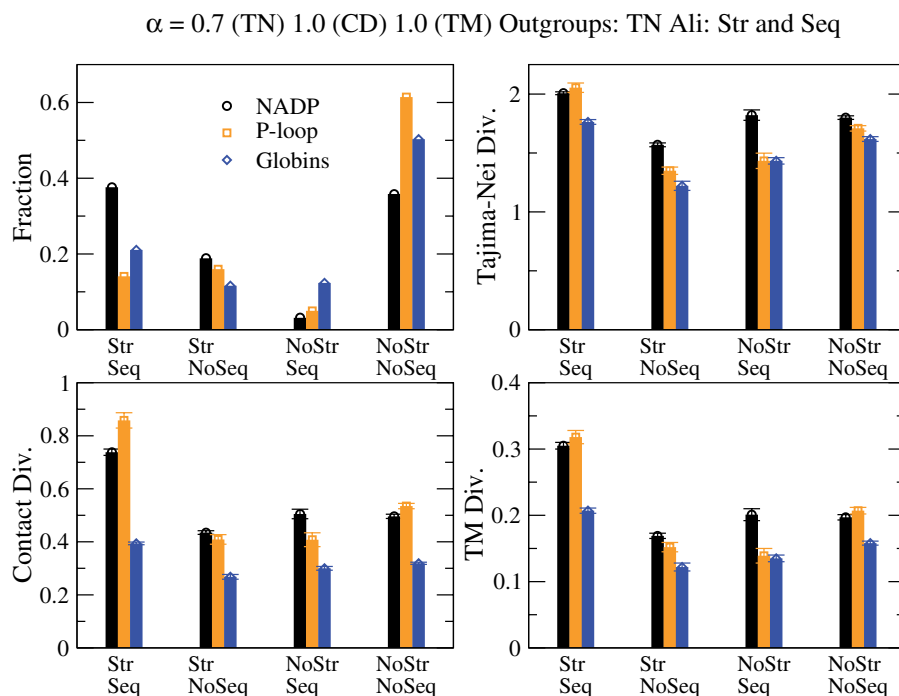 α = 0.7 (TN) 1.0 (CD) 1.0 (TM) Outgroups: TN Ali: Str and Seq
Fraction
0.6
0.4
0.2
0
NADP
P-loop
Globins
Str Str NoStr NoStr
Seq NoSeq Seq NoSeq
Tajima-Nei Div.
2
1
0
Str Str NoStr NoStr
Seq NoSeq Seq NoSeq
Contact Div.
1
0.8
0.6
0.4
0.2
0
Str Str NoStr NoStr
Seq NoSeq Seq NoSeq
TM Div.
0.4
0.3
0.2
0.1
0
Str Str NoStr NoStr
Seq NoSeq Seq NoSeq